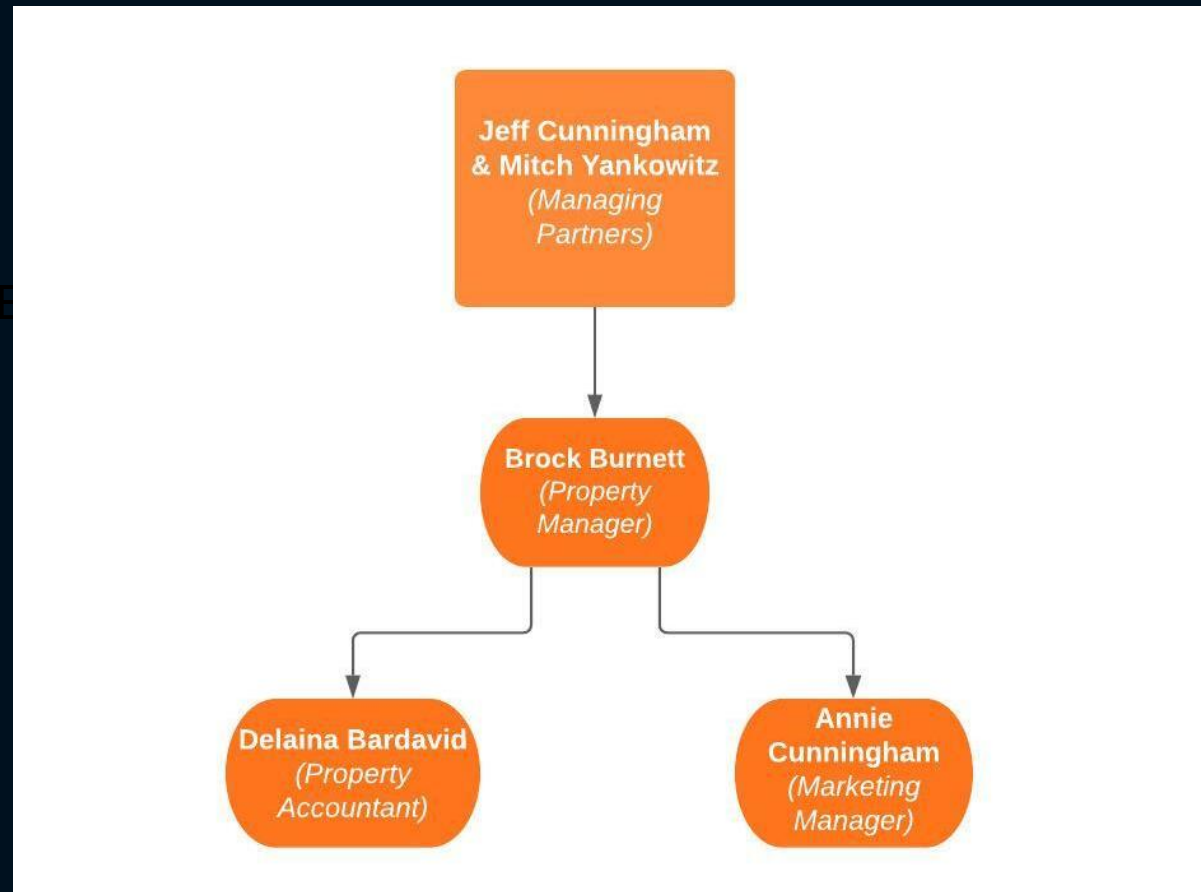 Jeff Cunningham
& Mitch Yankowitz
(Managing
Partners)
Brock Burnett
(Property
Manager)
Delaina Bardavid
(Property
Accountant)
Annie
Cunningham
(Marketing
Manager)